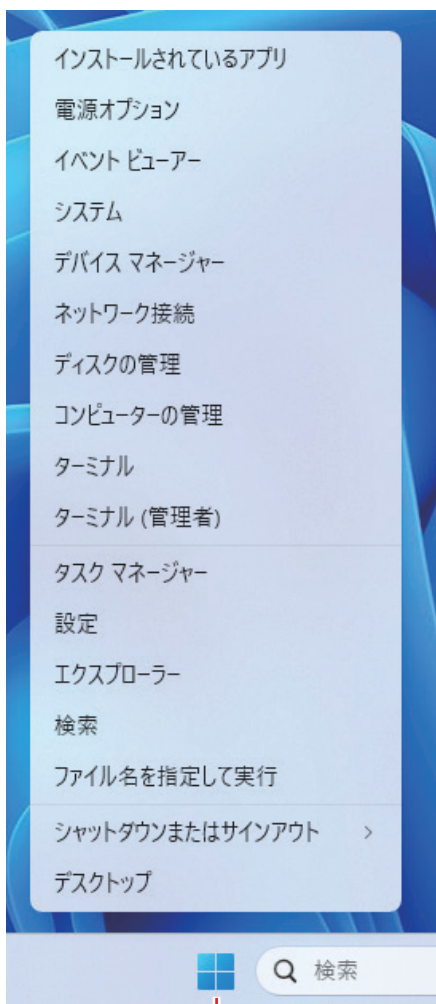 インストールされているアプリ
電源オプション
イベント ビューアー
システム
デバイス マネージャー
ネットワーク接続
ディスクの管理
コンピューターの管理
ターミナル
ターミナル (管理者)
タスク マネージャー
設定
エクスプローラー
検索
ファイル名を指定して実行
シャットダウンまたはサインアウト
デスクトップ
検索